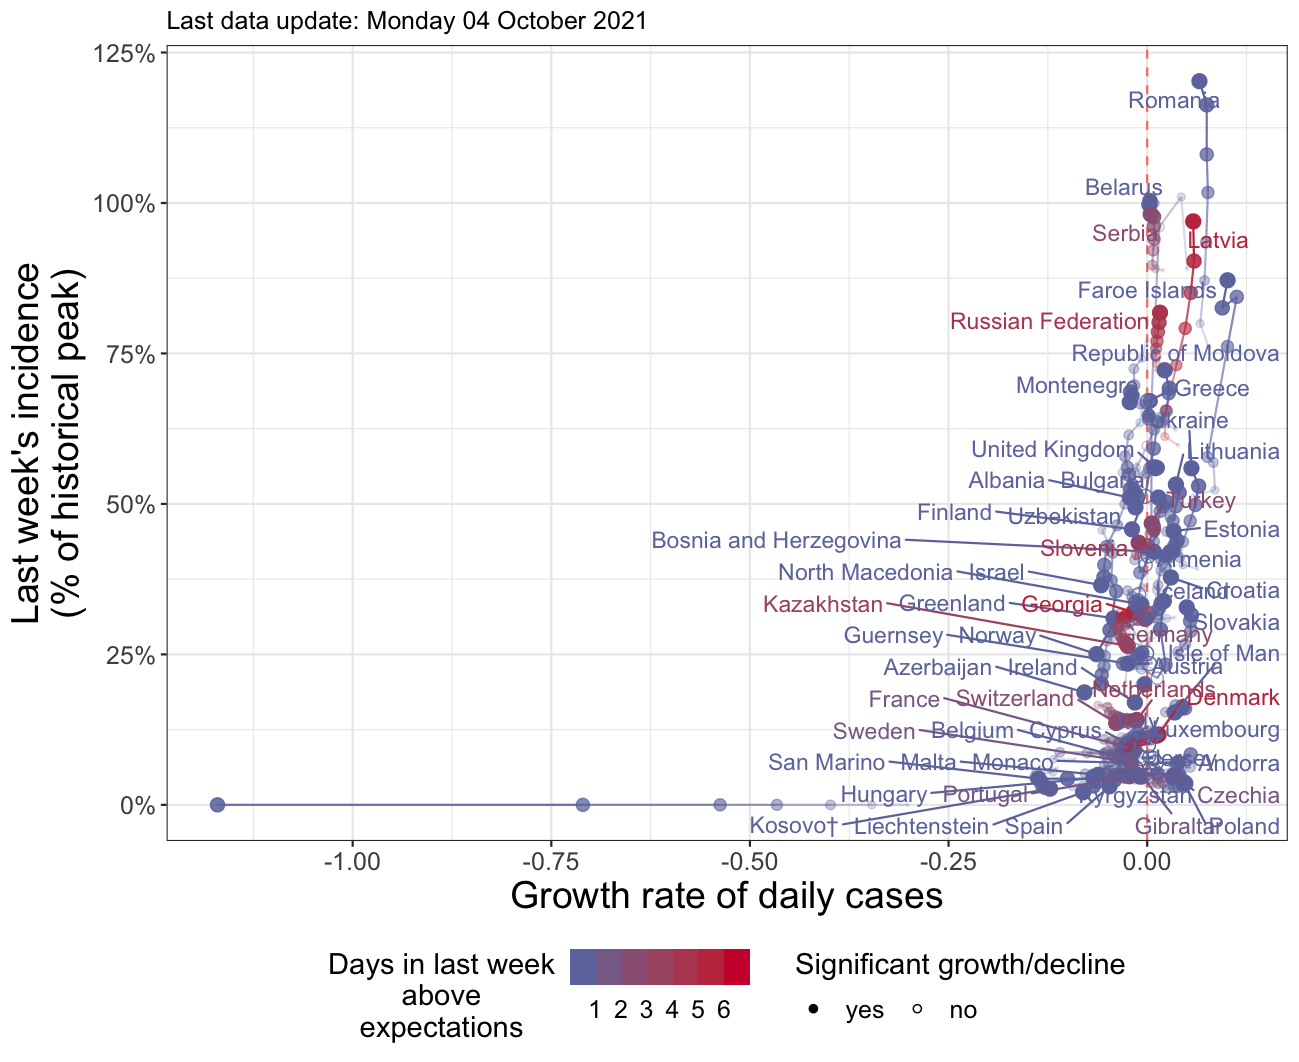 Last data update: Monday 04 October 2021
125%
100%
75%
50%
25%
0%
Last week's incidence
(% of historical peak)
Romania
Belarus
Serbia
Latvia
Faroe Islands
Russian Federation
Republic of Moldova
Montenegro
Greece
Ukraine
United Kingdom
Lithuania
Albania
Bulgaria
Turkey
Finland
Uzbekistan
Estonia
Bosnia and Herzegovina
Slovenia
Armenia
North Macedonia
Israel
Iceland
Croatia
Kazakhstan
Greenland
Georgia
Slovakia
Guernsey
Norway
Germany
Isle of Man
Azerbaijan
Ireland
Austria
France
Switzerland
Netherlands
Denmark
Sweden
Belgium
Cyprus
Italy
Luxembourg
San Marino
Malta
Monaco
Jersey
Andorra
Hungary
Portugal
Kyrgyzstan
Czechia
Kosovo†
Liechtenstein
Spain
Gibraltar
Poland
-1.00
-0.75
-0.50
-0.25
0.00
Growth rate of daily cases
Days in last week
above
expectations
1 2 3 4 5 6
Significant growth/decline
yes
no